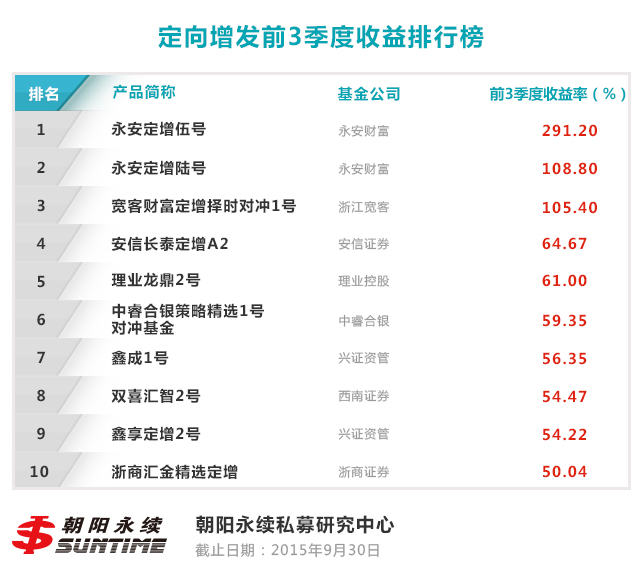 定向增发前3季度收益排行榜
排名 产品简称 基金公司 前3季度收益率（%）
1 永安定增伍号 永安财富 291.20
2 永安定增陆号 永安财富 108.80
3 宽客财富定增择时对冲1号 浙江宽客 105.40
4 安信长泰定增A2 安信证券 64.67
5 理业龙鼎2号 理业控股 61.00
6 中睿合银策略精选1号 中睿合银 59.35
对冲基金
7 鑫成1号 兴证资管 56.35
8 双喜汇智2号 西南证券 54.47
9 鑫享定增2号 兴证资管 54.22
10 浙商汇金精选定增 浙商证券 50.04
朝阳永续
SUNTIME
朝阳永续私募研究中心
截止日期：2015年9月30日